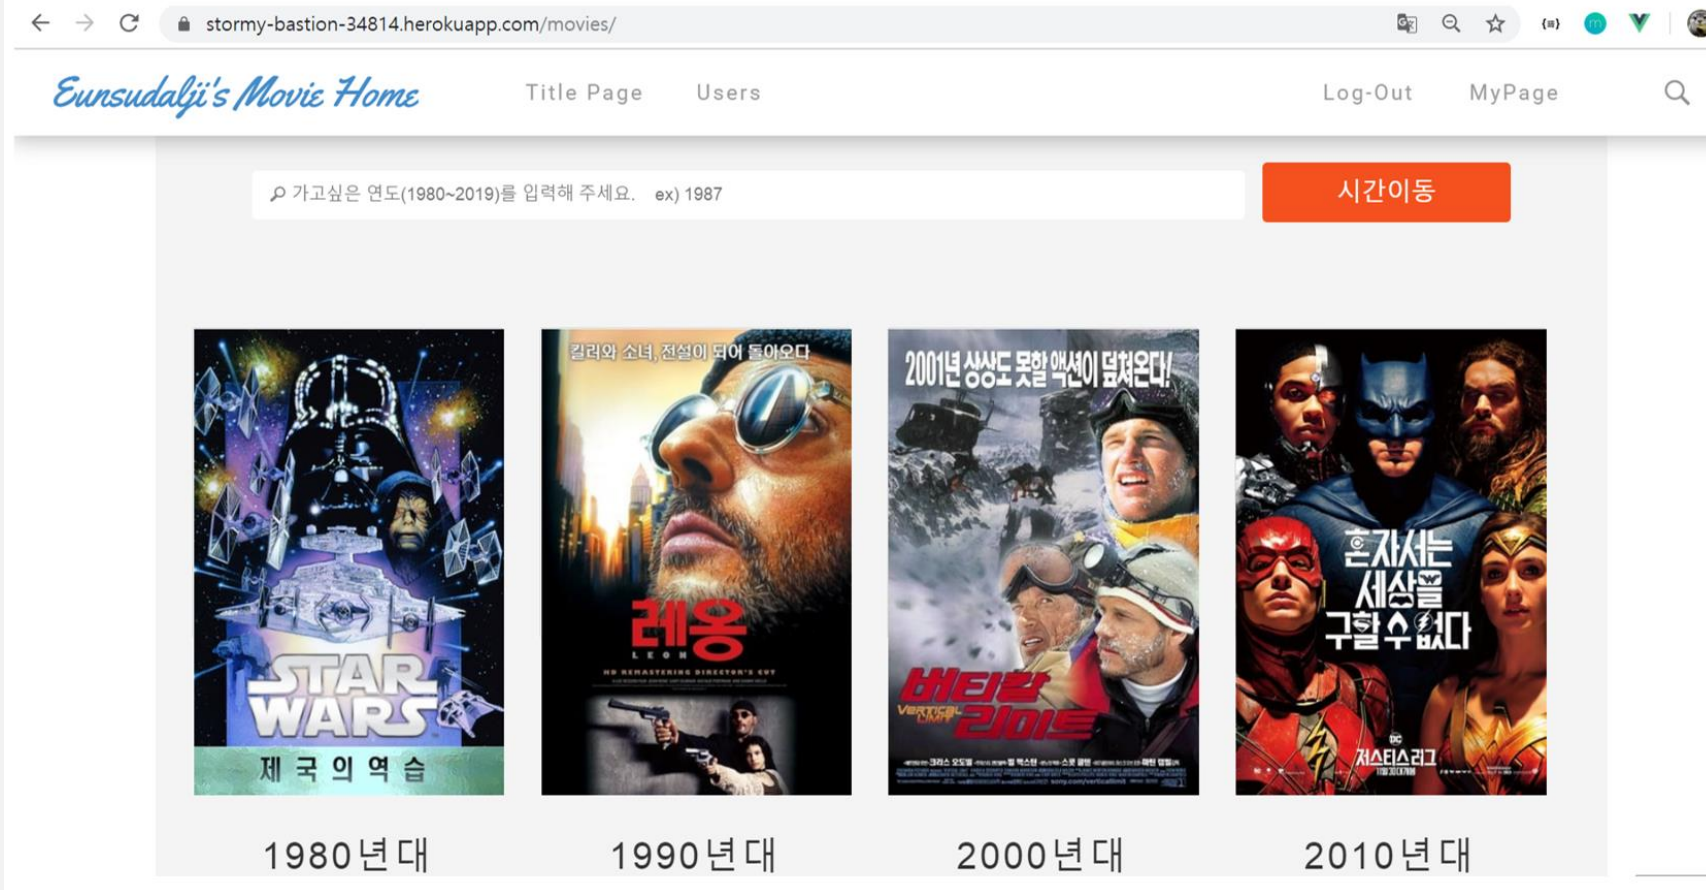 stormy-bastion-34814.herokuapp.com/movies/
Eunsudalji's Movie Home
Title Page
Users
Log-Out
MyPage
가고싶은 연도(1980~2019)를 입력해 주세요. ex) 1987
시간이동
STAR
WARS
제국의역습
1980년대
킬러와 소녀, 전설이 되어 돌아오다
레옹
LEON
HD REMASTERING DIRECTOR'S CUT
1990년대
2001년 상상도 못할 액션이 덮쳐온다!
버티칼
VERTICAL
LIMIT
리미트
2000년대
혼자서는
세상을
구할 수 없다
DC
저스티스 리그
2010년대